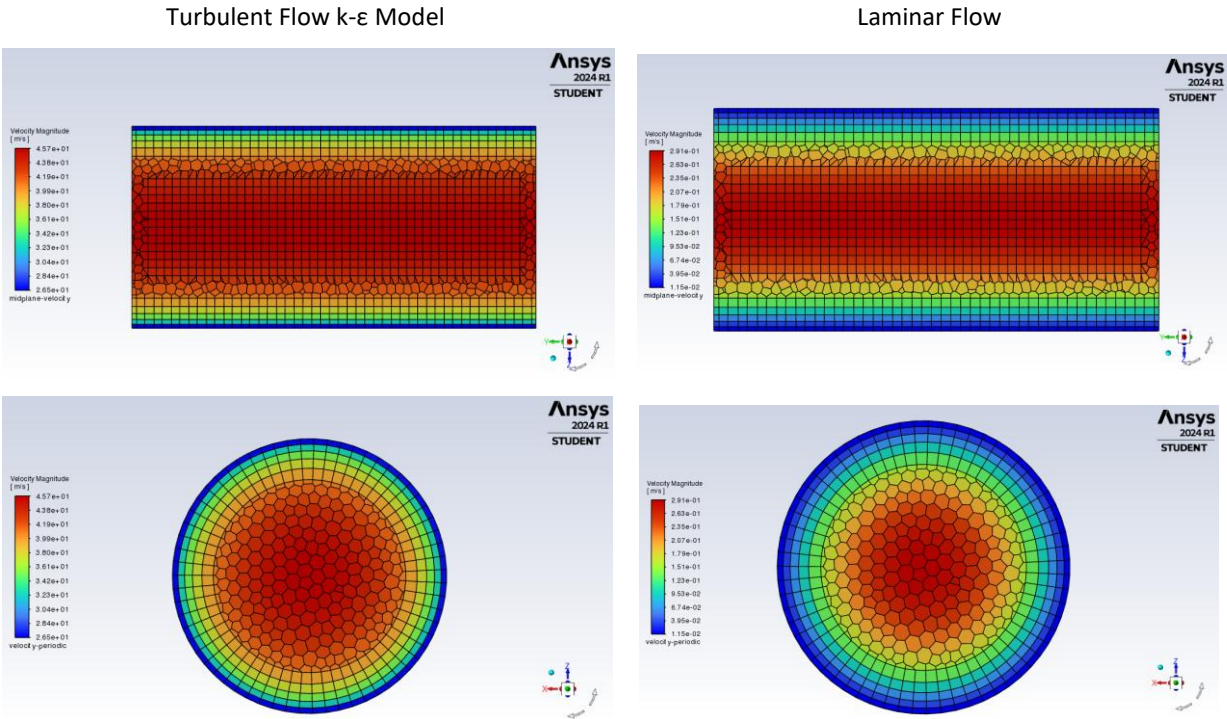 Turbulent Flow k-ε Model
Laminar Flow
Ansys
2024 R1
STUDENT
Velocity Magnitude
[ m/s ]
4.57e+01
4.38e+01
4.19e+01
3.99e+01
3.80e+01
3.61e+01
3.42e+01
3.23e+01
3.04e+01
2.84e+01
2.65e+01
midplane-velocity
Y
Z
Ansys
2024 R1
STUDENT
Velocity Magnitude
[ m/s ]
2.91e-01
2.63e-01
2.35e-01
2.07e-01
1.79e-01
1.51e-01
1.23e-01
9.53e-02
6.74e-02
3.95e-02
1.15e-02
midplane-velocity
Y
Z
Ansys
2024 R1
STUDENT
Velocity Magnitude
[ m/s ]
4.57e+01
4.38e+01
4.19e+01
3.99e+01
3.80e+01
3.61e+01
3.42e+01
3.23e+01
3.04e+01
2.84e+01
2.65e+01
velocity-periodic
Z
X
Ansys
2024 R1
STUDENT
Velocity Magnitude
[ m/s ]
2.91e-01
2.63e-01
2.35e-01
2.07e-01
1.79e-01
1.51e-01
1.23e-01
9.53e-02
6.74e-02
3.95e-02
1.15e-02
velocity-periodic
Z
X